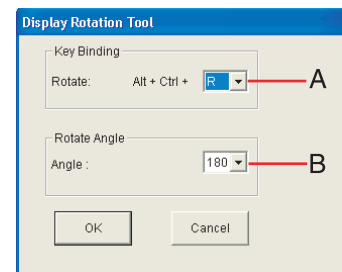 Display Rotation Tool
Key Binding
Rotate: Alt + Ctrl + R A
Rotate Angle
Angle : 180 B
OK Cancel